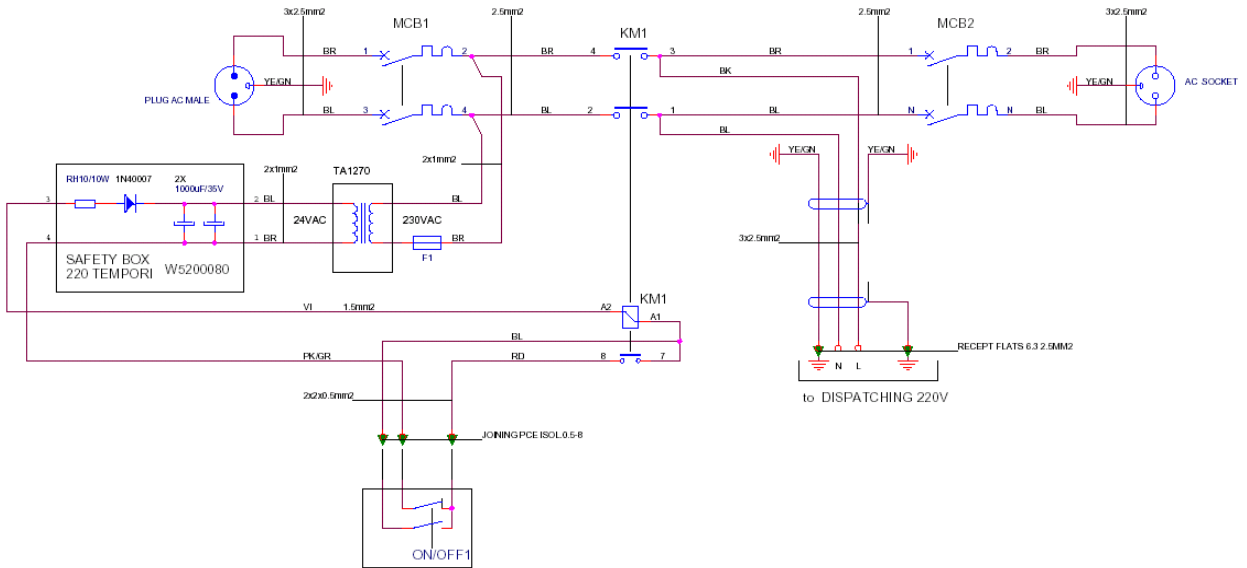 3x2.5mm2
MCB1
2.5mm2
KM1
2.5mm2
MCB2
3x2.5mm2
BR 1 2 BR 4 3 BR 1 2 BR
BK
YE/GN
YE/GN
PLUG AC MALE
AC SOCKET
BL 3 4 BL 2 1 BL N N BL
BL
YE/GN
YE/GN
2x1mm2
2x1mm2
TA1270
RH10/10W 1N40007 2X
1000uF/35V
3
2 BL
BL
24VAC
230VAC
4
1 BR
BR
F1
3x2.5mm2
SAFETY BOX
220 TEMPORI
W5200080
KM1
VI 1.5mm2
A2
A1
BL
PK/GR
RD
8
7
RECEPT FLATS 6.3 2.5MM2
N L
2x2x0.5mm2
to DISPATCHING 220V
JOINING PCE ISOL 0.5-8
ON/OFF1